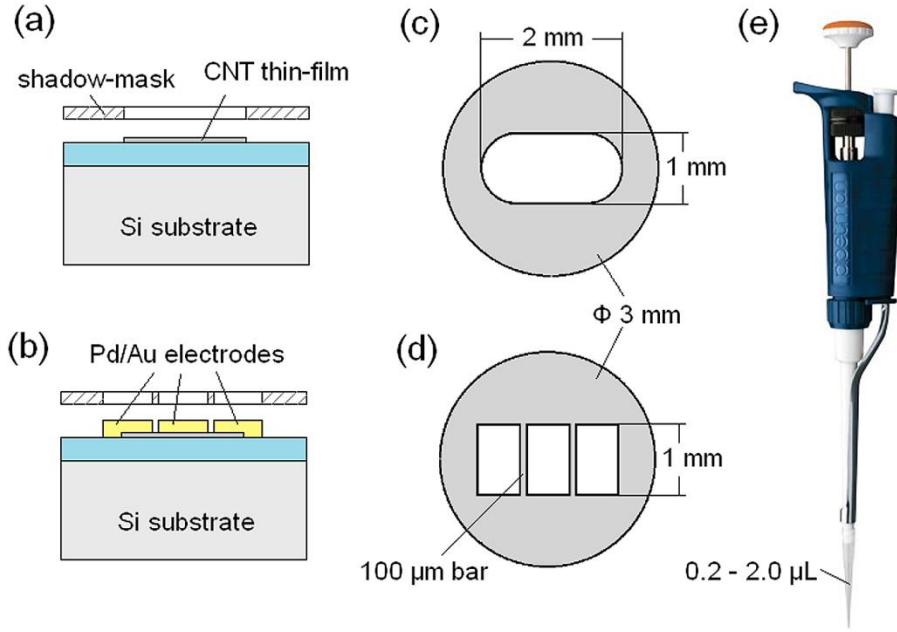 (a)
shadow-mask
CNT thin-film
Si substrate
(b)
Pd/Au electrodes
Si substrate
(c)
2 mm
1 mm
Φ 3 mm
(d)
1 mm
100 μm bar
(e)
0.2 - 2.0 μL